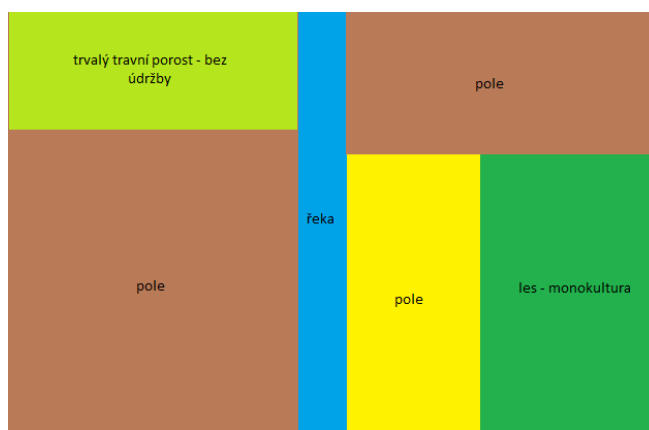 trvalý travní porost - bez
údržby
pole
řeka
pole
pole
les - monokultura